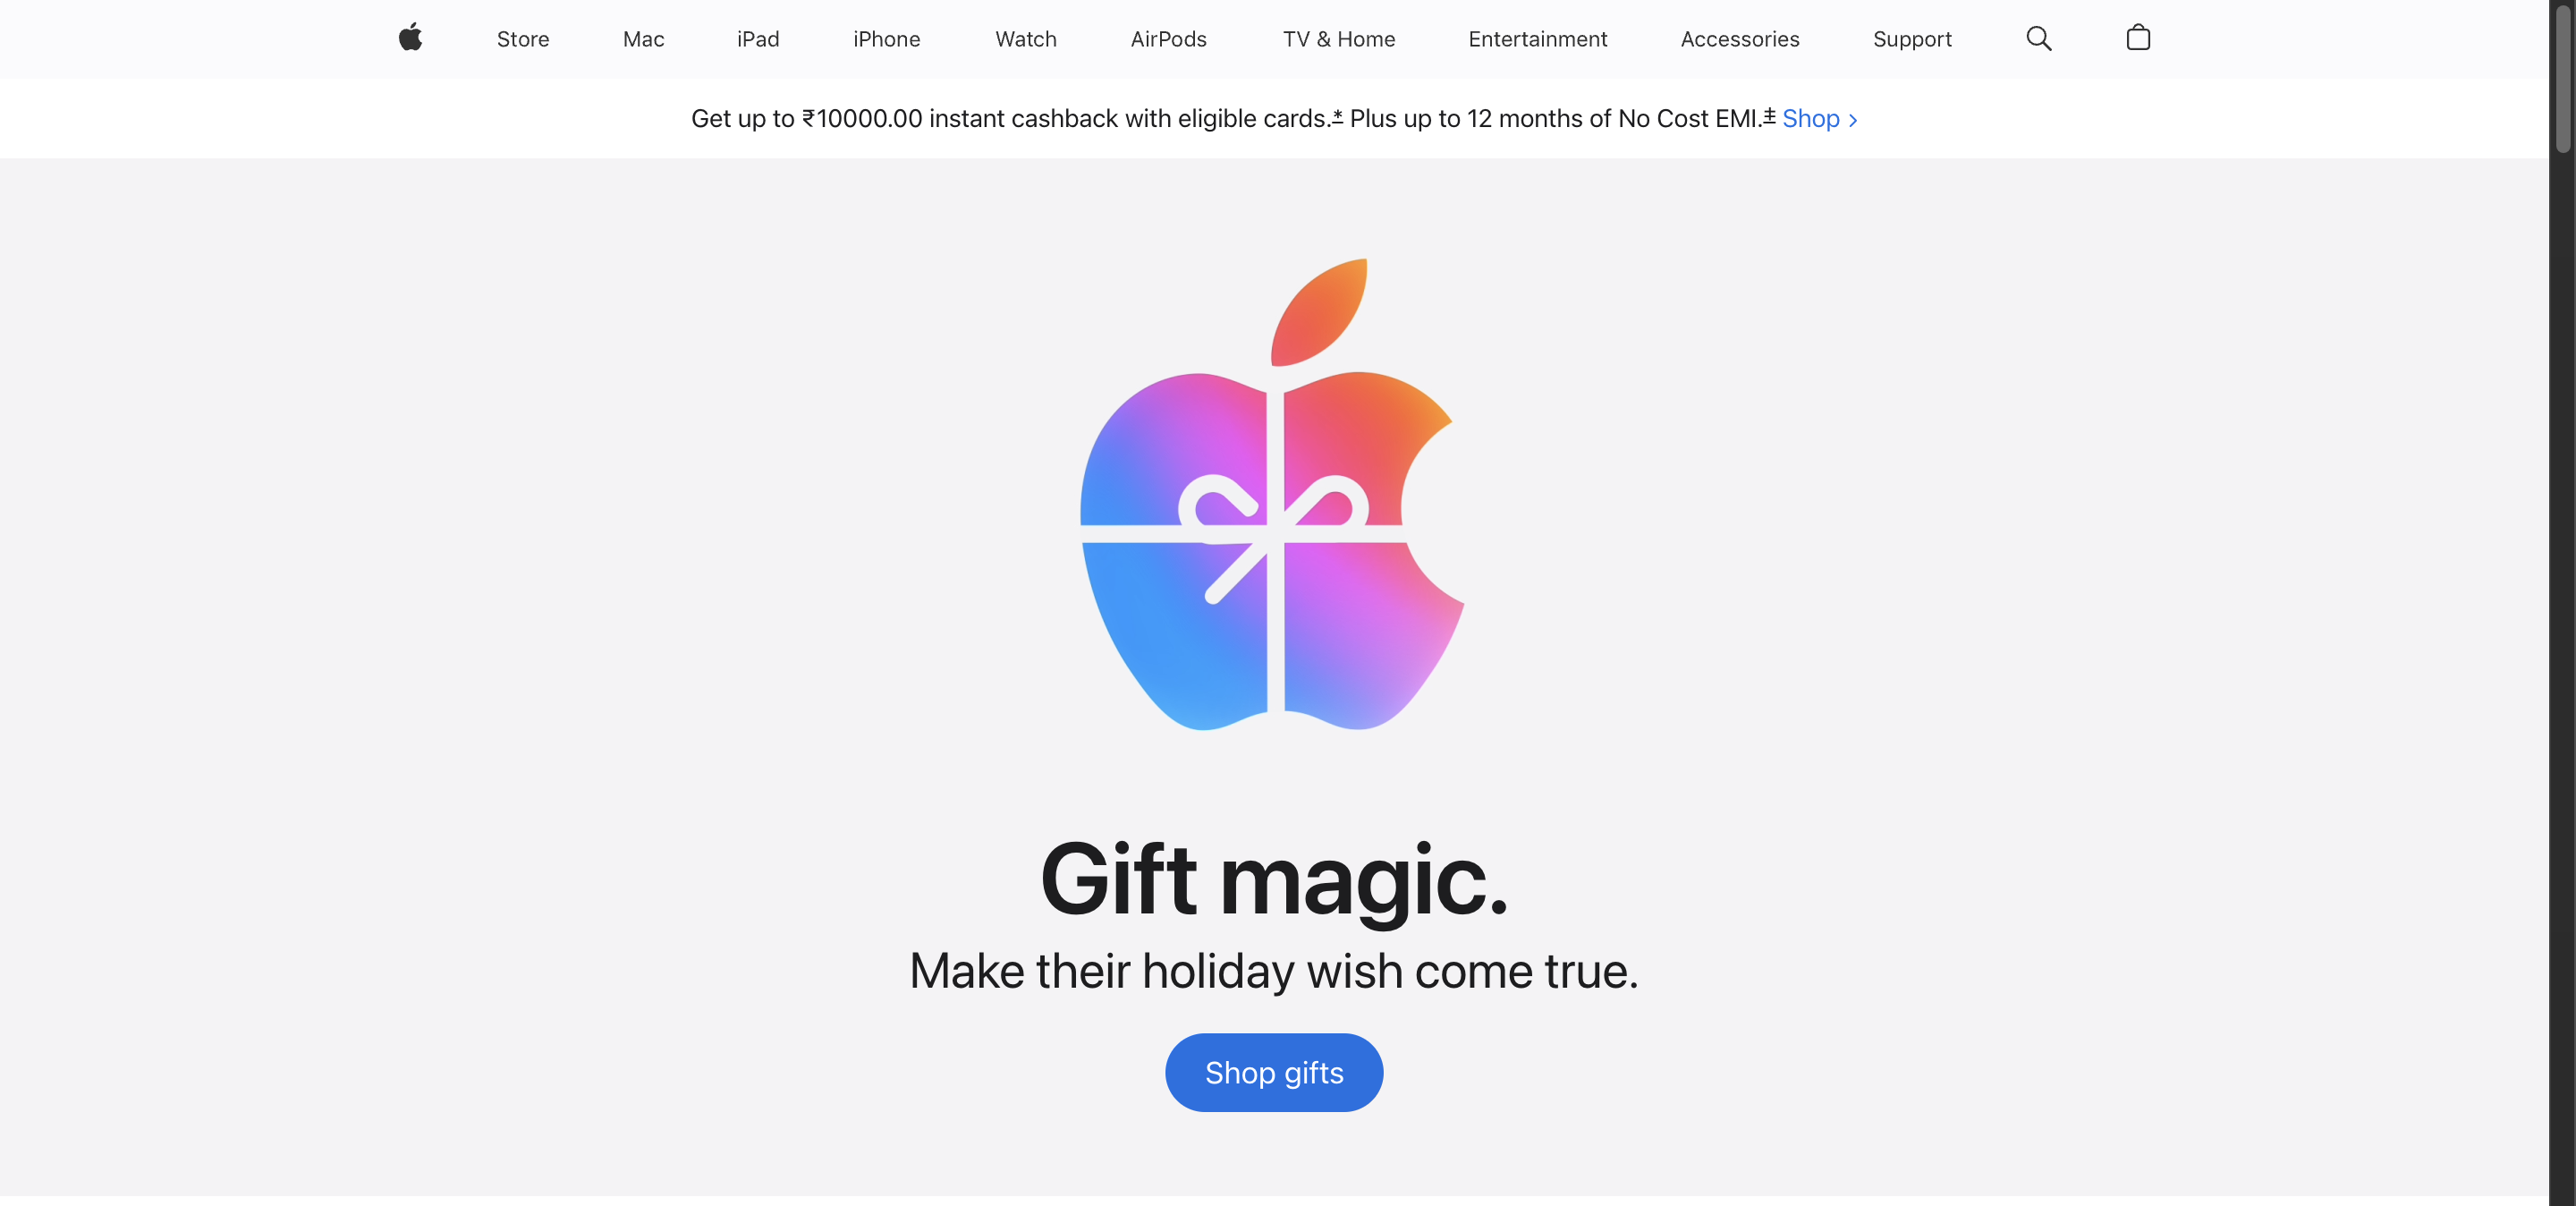 Store Mac iPad iPhone Watch AirPods TV & Home Entertainment Accessories Support
Get up to ₹10000.00 instant cashback with eligible cards.* Plus up to 12 months of No Cost EMI.‡ Shop >
Gift magic.
Make their holiday wish come true.
Shop gifts